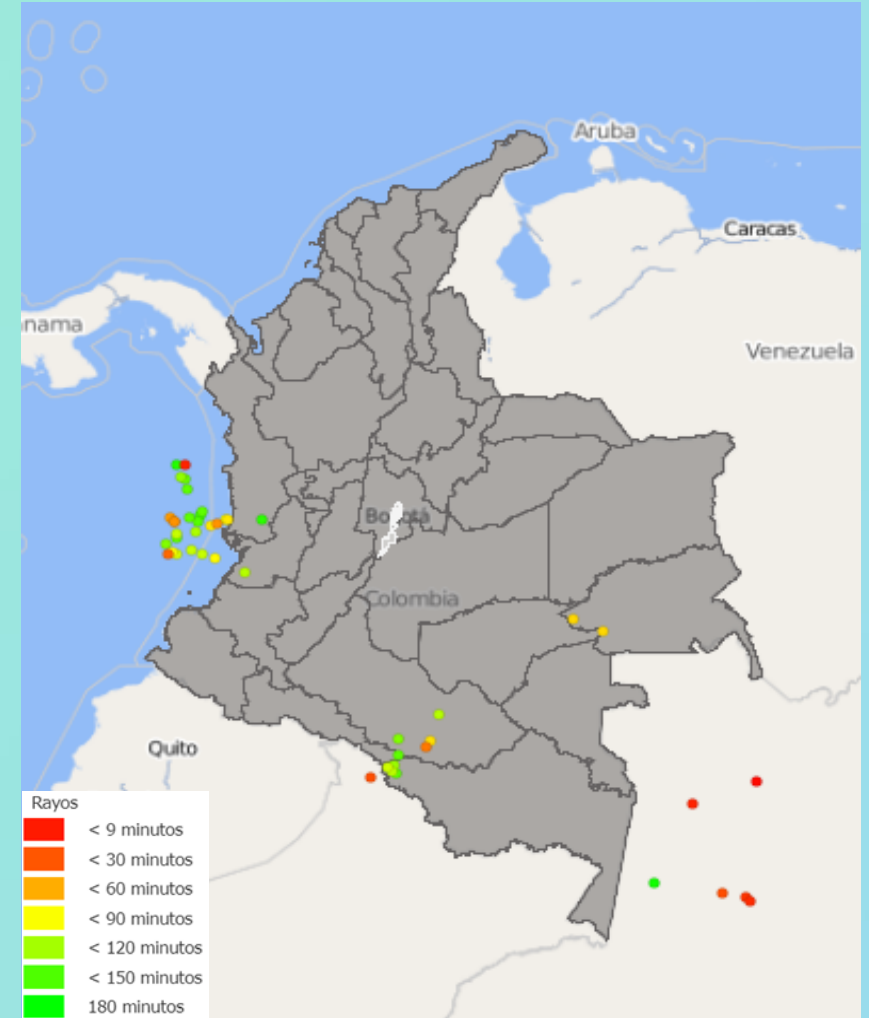 Aruba
Caracas
nama
Venezuela
Bogotá
Colombia
Quito
Rayos
< 9 minutos
< 30 minutos
< 60 minutos
< 90 minutos
< 120 minutos
< 150 minutos
180 minutos